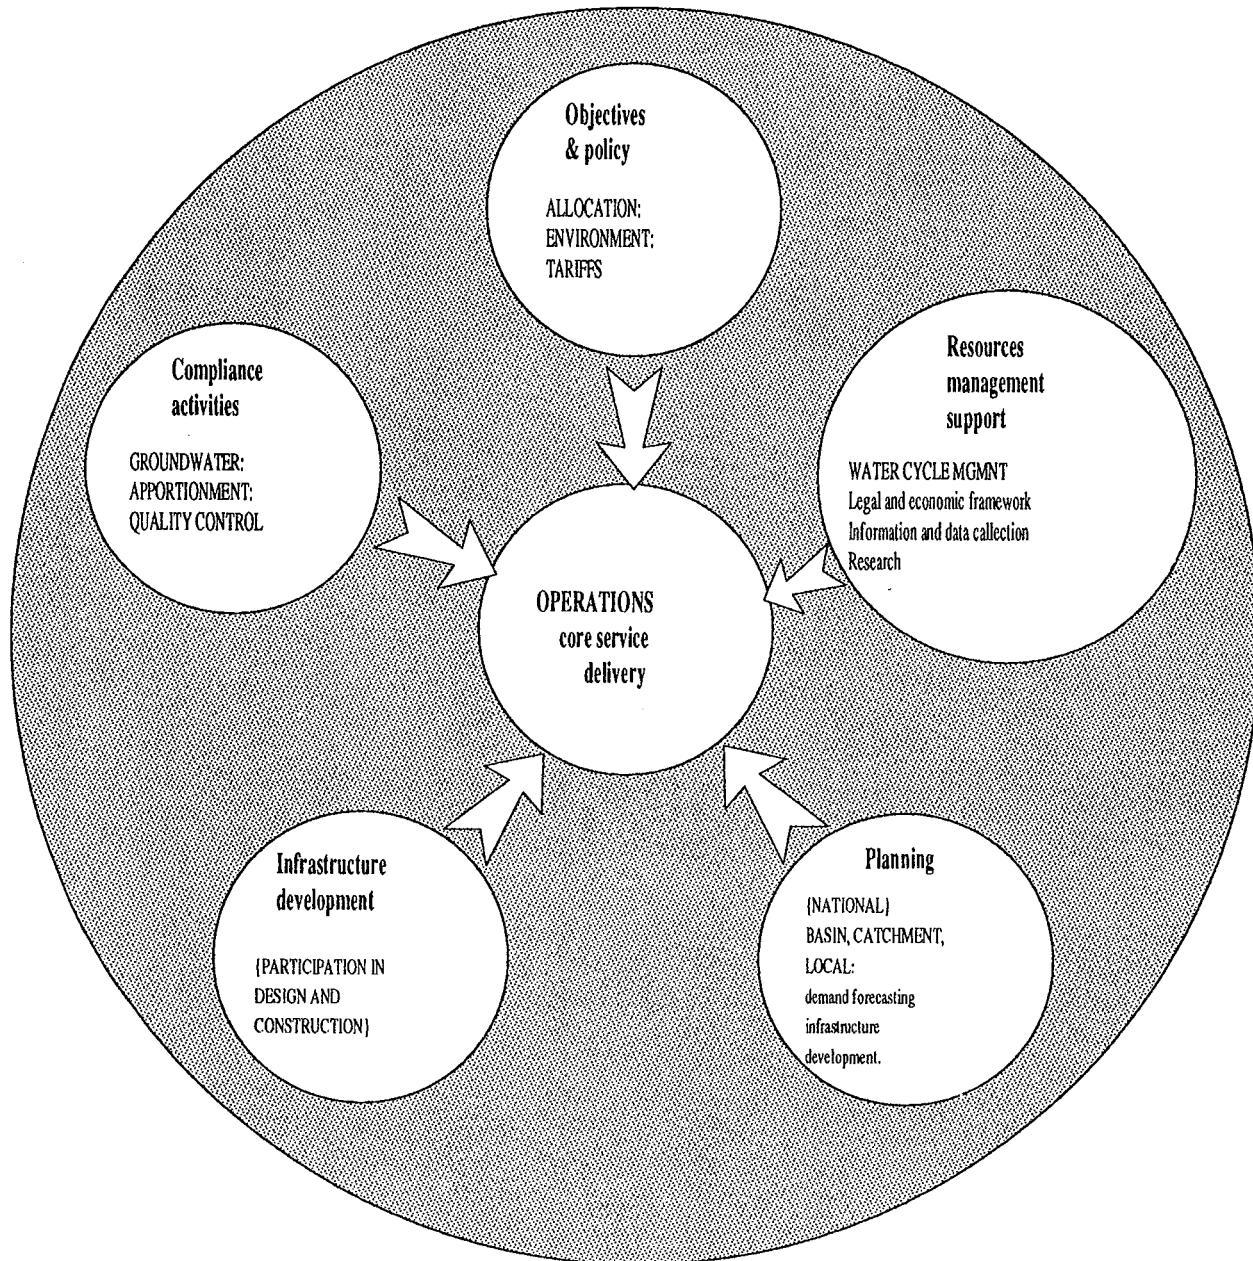 Objectives
& policy
ALLOCATION;
ENVIRONMENT;
TARIFFS
Compliance
activities
GROUNDWATER;
APPORTIONMENT;
QUALITY CONTROL
Resources
management
support
WATER CYCLE MGMNT
Legal and economic framework
Information and data callection
Research
OPERATIONS
core service
delivery
Infrastructure
development
{PARTICIPATION IN
DESIGN AND
CONSTRUCTION}
Planning
{NATIONAL}
BASIN, CATCHMENT,
LOCAL:
demand forecasting
infrastructure
development.